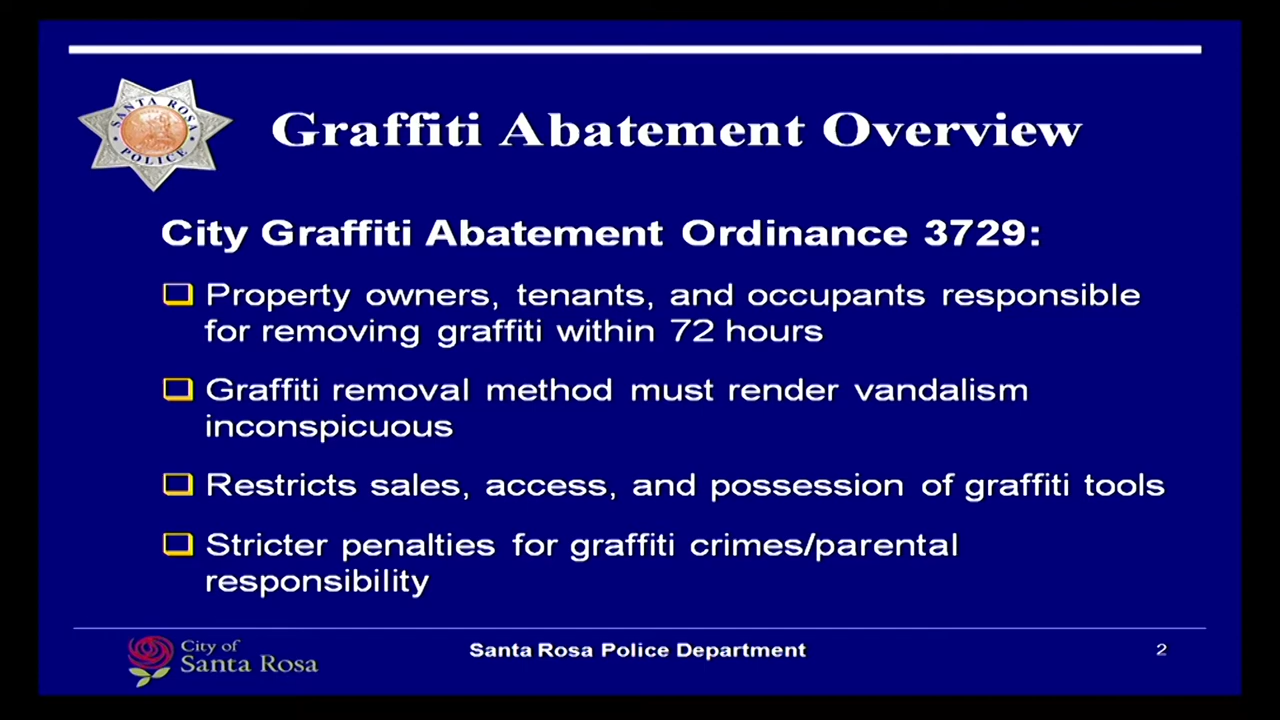 SANTA ROSA
POLICE
Graffiti Abatement Overview
City Graffiti Abatement Ordinance 3729:
Property owners, tenants, and occupants responsible
for removing graffiti within 72 hours
Graffiti removal method must render vandalism
inconspicuous
Restricts sales, access, and possession of graffiti tools
Stricter penalties for graffiti crimes/parental
responsibility
City of
Santa Rosa
Santa Rosa Police Department
2